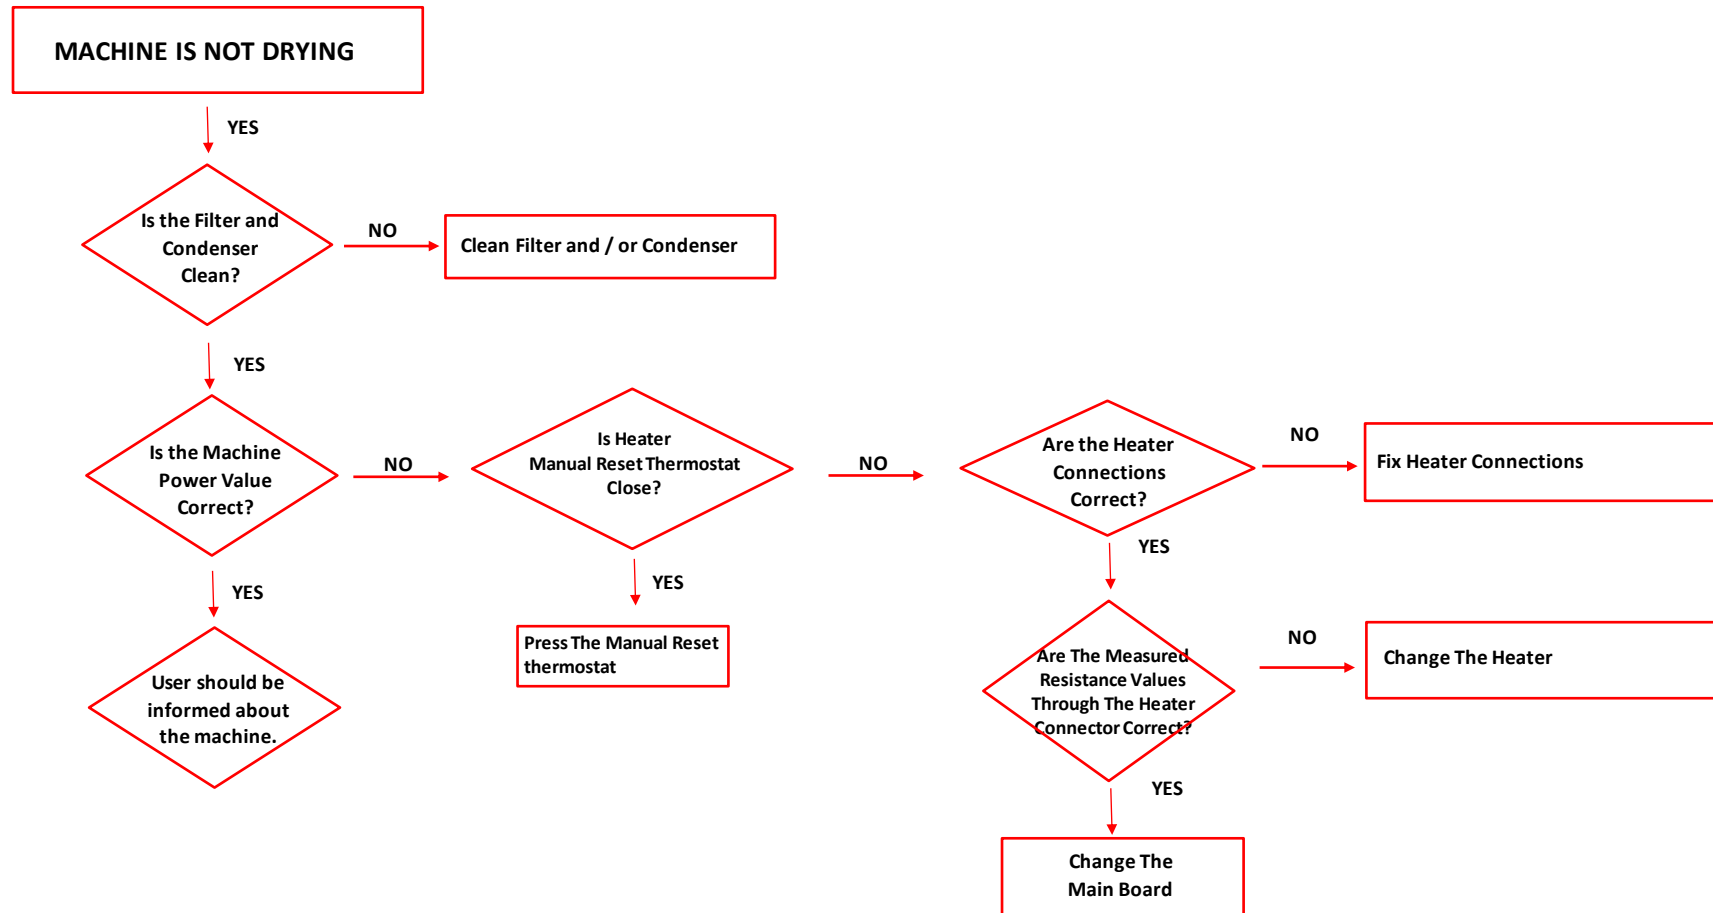 MACHINE IS NOT DRYING
YES
Is the Filter and
Condenser
Clean?
NO
Clean Filter and / or Condenser
YES
Is the Machine
Power Value
Correct?
NO
Is Heater
Manual Reset Thermostat
Close?
NO
Are the Heater
Connections
Correct?
NO
Fix Heater Connections
YES
User should be
informed about
the machine.
YES
Press The Manual Reset
thermostat
YES
Are The Measured
Resistance Values
Through The Heater
Connector Correct?
NO
Change The Heater
YES
Change The
Main Board